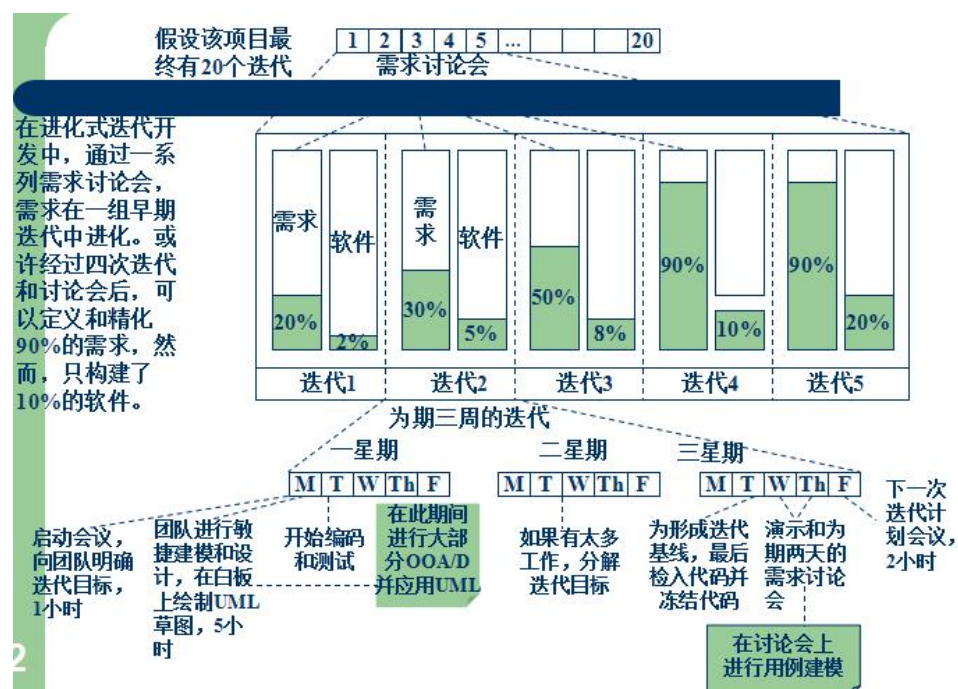 假设该项目最
终有20个迭代
1 2 3 4 5 ... 20
需求讨论会
在进化式迭代开
发中，通过一系
列需求讨论会，
需求在一组早期
迭代中进化。或
许经过四次迭代
和讨论会后，可
以定义和精化
90%的需求，然
而，只构建了
10%的软件。
需求
软件
20%
2%
需
求
软件
30%
5%
50%
8%
90%
10%
90%
20%
迭代1 迭代2 迭代3 迭代4 迭代5
为期三周的迭代
一星期
二星期
三星期
M T W Th F
M T W Th F
M T W Th F
启动会议，
向团队明确
迭代目标，
1小时
团队进行敏
捷建模和设
计，在白板
上绘制UML
草图，5小
时
开始编码
和测试
在此期间
进行大部
分OOA/D
并应用UML
如果有太多
工作，分解
迭代目标
为形成迭代
基线，最后
检入代码并
冻结代码
演示和为
期两天的
需求讨论
会
下一次
迭代计
划会议，
2小时
在讨论会上
进行用例建模
2